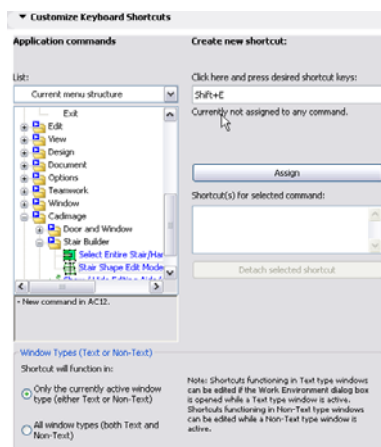 Customize Keyboard Shortcuts
Application commands
Create new shortcut:
List:
Click here and press desired shortcut keys:
Current menu structure
Shift+E
Currently not assigned to any command.
Exit
Edit
View
Design
Document
Options
Teamwork
Window
Cadimage
Door and Window
Stair Builder
Select Entire Stair/Har
Stair Shape Edit Mode
Assign
Shortcut(s) for selected command:
Detach selected shortcut
- New command in AC12.
Window Types (Text or Non-Text)
Shortcut will function in:
Only the currently active window
type (either Text or Non-Text)
All window types (both Text and
Non-Text)
Note: Shortcuts functioning in Text type windows
can be edited if the Work Environment dialog box
is opened while a Text type window is active.
Shortcuts functioning in Non-Text type windows
can be edited while a Non-Text type window is
active.